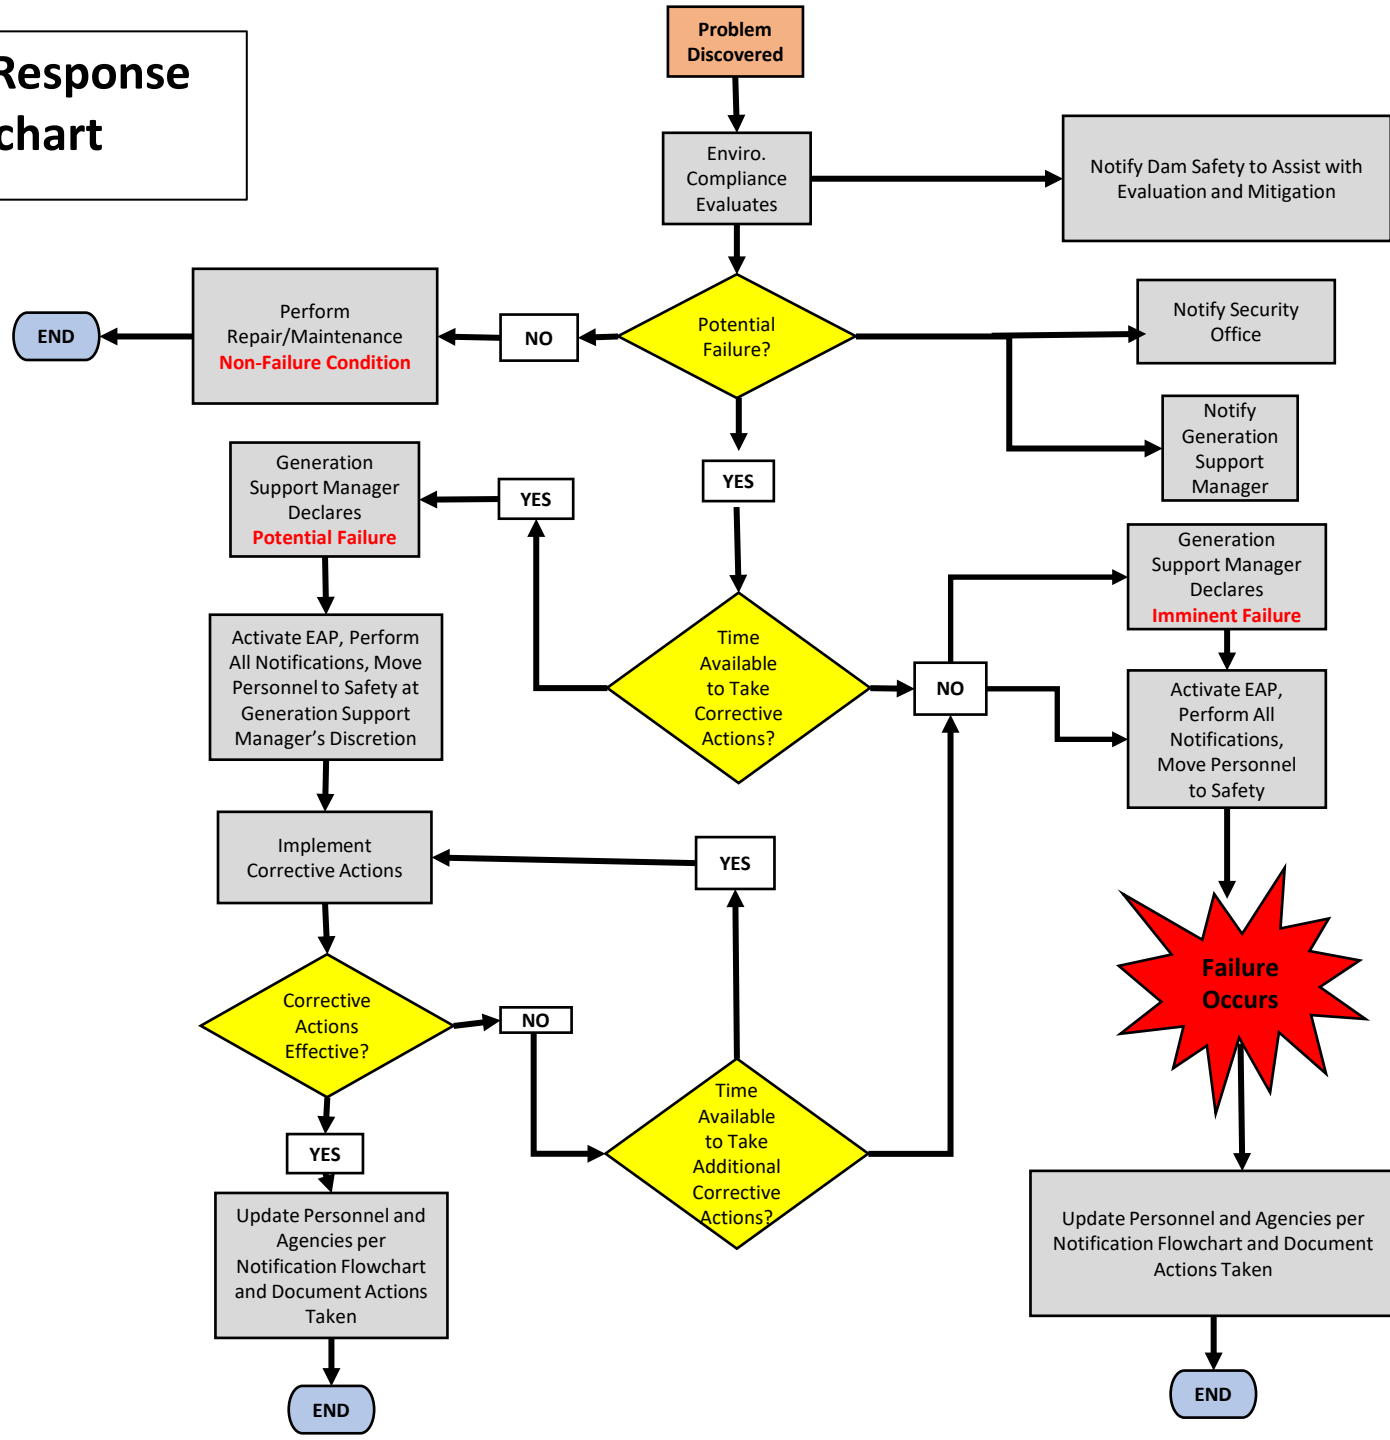 Response
chart
Problem
Discovered
Enviro.
Compliance
Evaluates
Notify Dam Safety to Assist with
Evaluation and Mitigation
Potential
Failure?
Notify Security
Office
Notify
Generation
Support
Manager
NO
Perform
Repair/Maintenance
Non-Failure Condition
END
YES
Generation
Support Manager
Declares
Potential Failure
YES
Time
Available
to Take
Corrective
Actions?
NO
Generation
Support Manager
Declares
Imminent Failure
Activate EAP, Perform
All Notifications, Move
Personnel to Safety at
Generation Support
Manager’s Discretion
Activate EAP,
Perform All
Notifications,
Move Personnel
to Safety
Implement
Corrective Actions
YES
Failure
Occurs
Corrective
Actions
Effective?
NO
Time
Available
to Take
Additional
Corrective
Actions?
YES
Update Personnel and
Agencies per
Notification Flowchart
and Document Actions
Taken
Update Personnel and Agencies per
Notification Flowchart and Document
Actions Taken
END
END